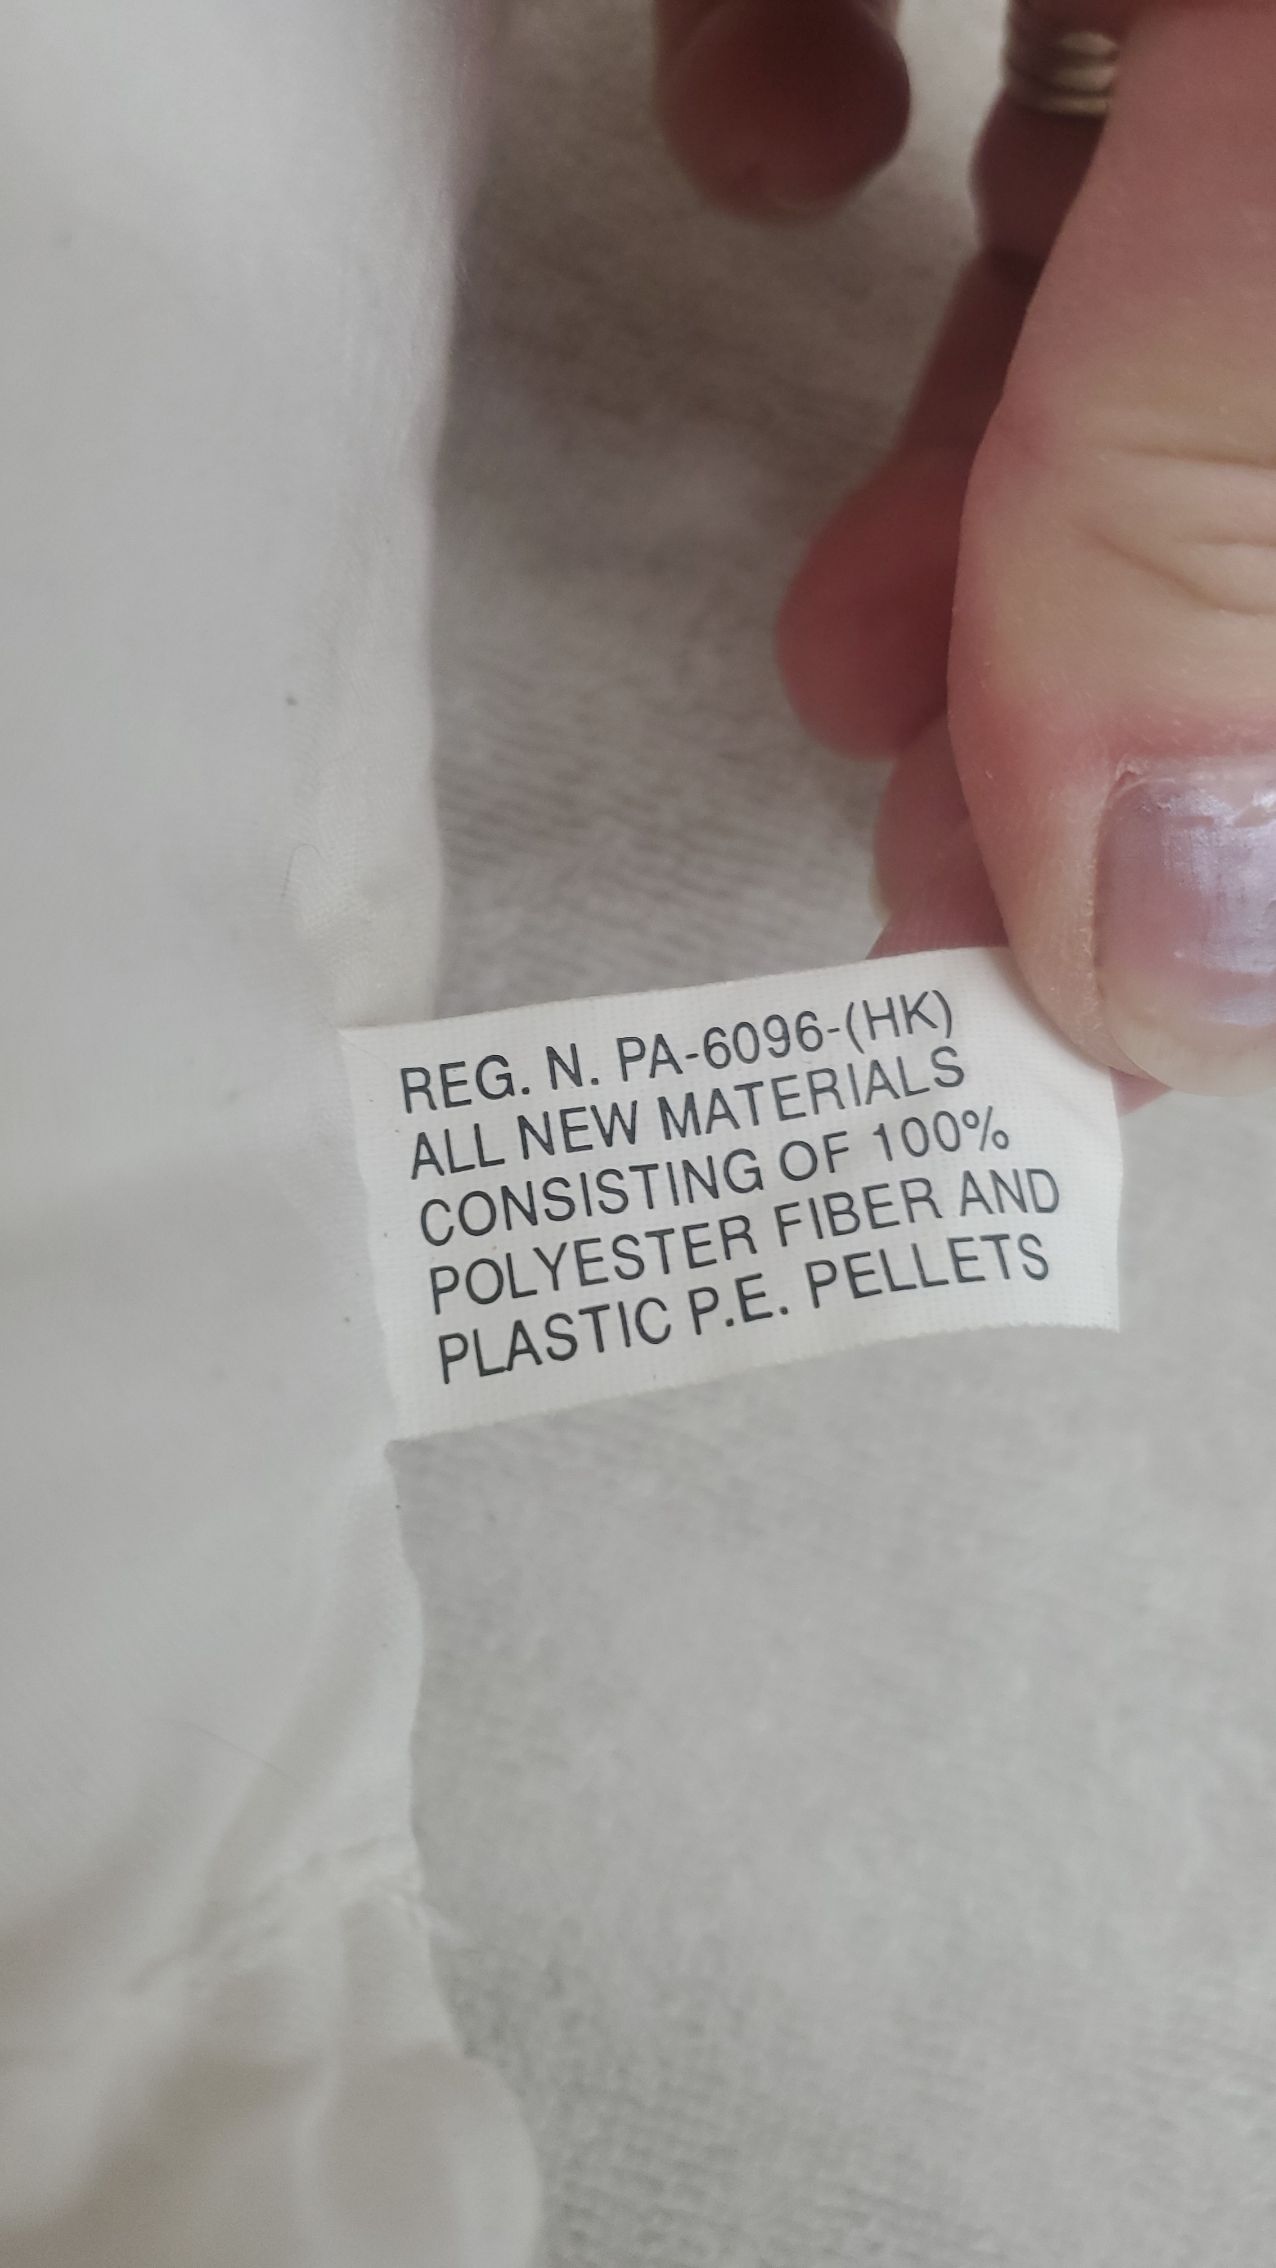 REG. N. PA-6096-(HK)
ALL NEW MATERIALS
CONSISTING OF 100%
POLYESTER FIBER AND
PLASTIC P.E. PELLETS